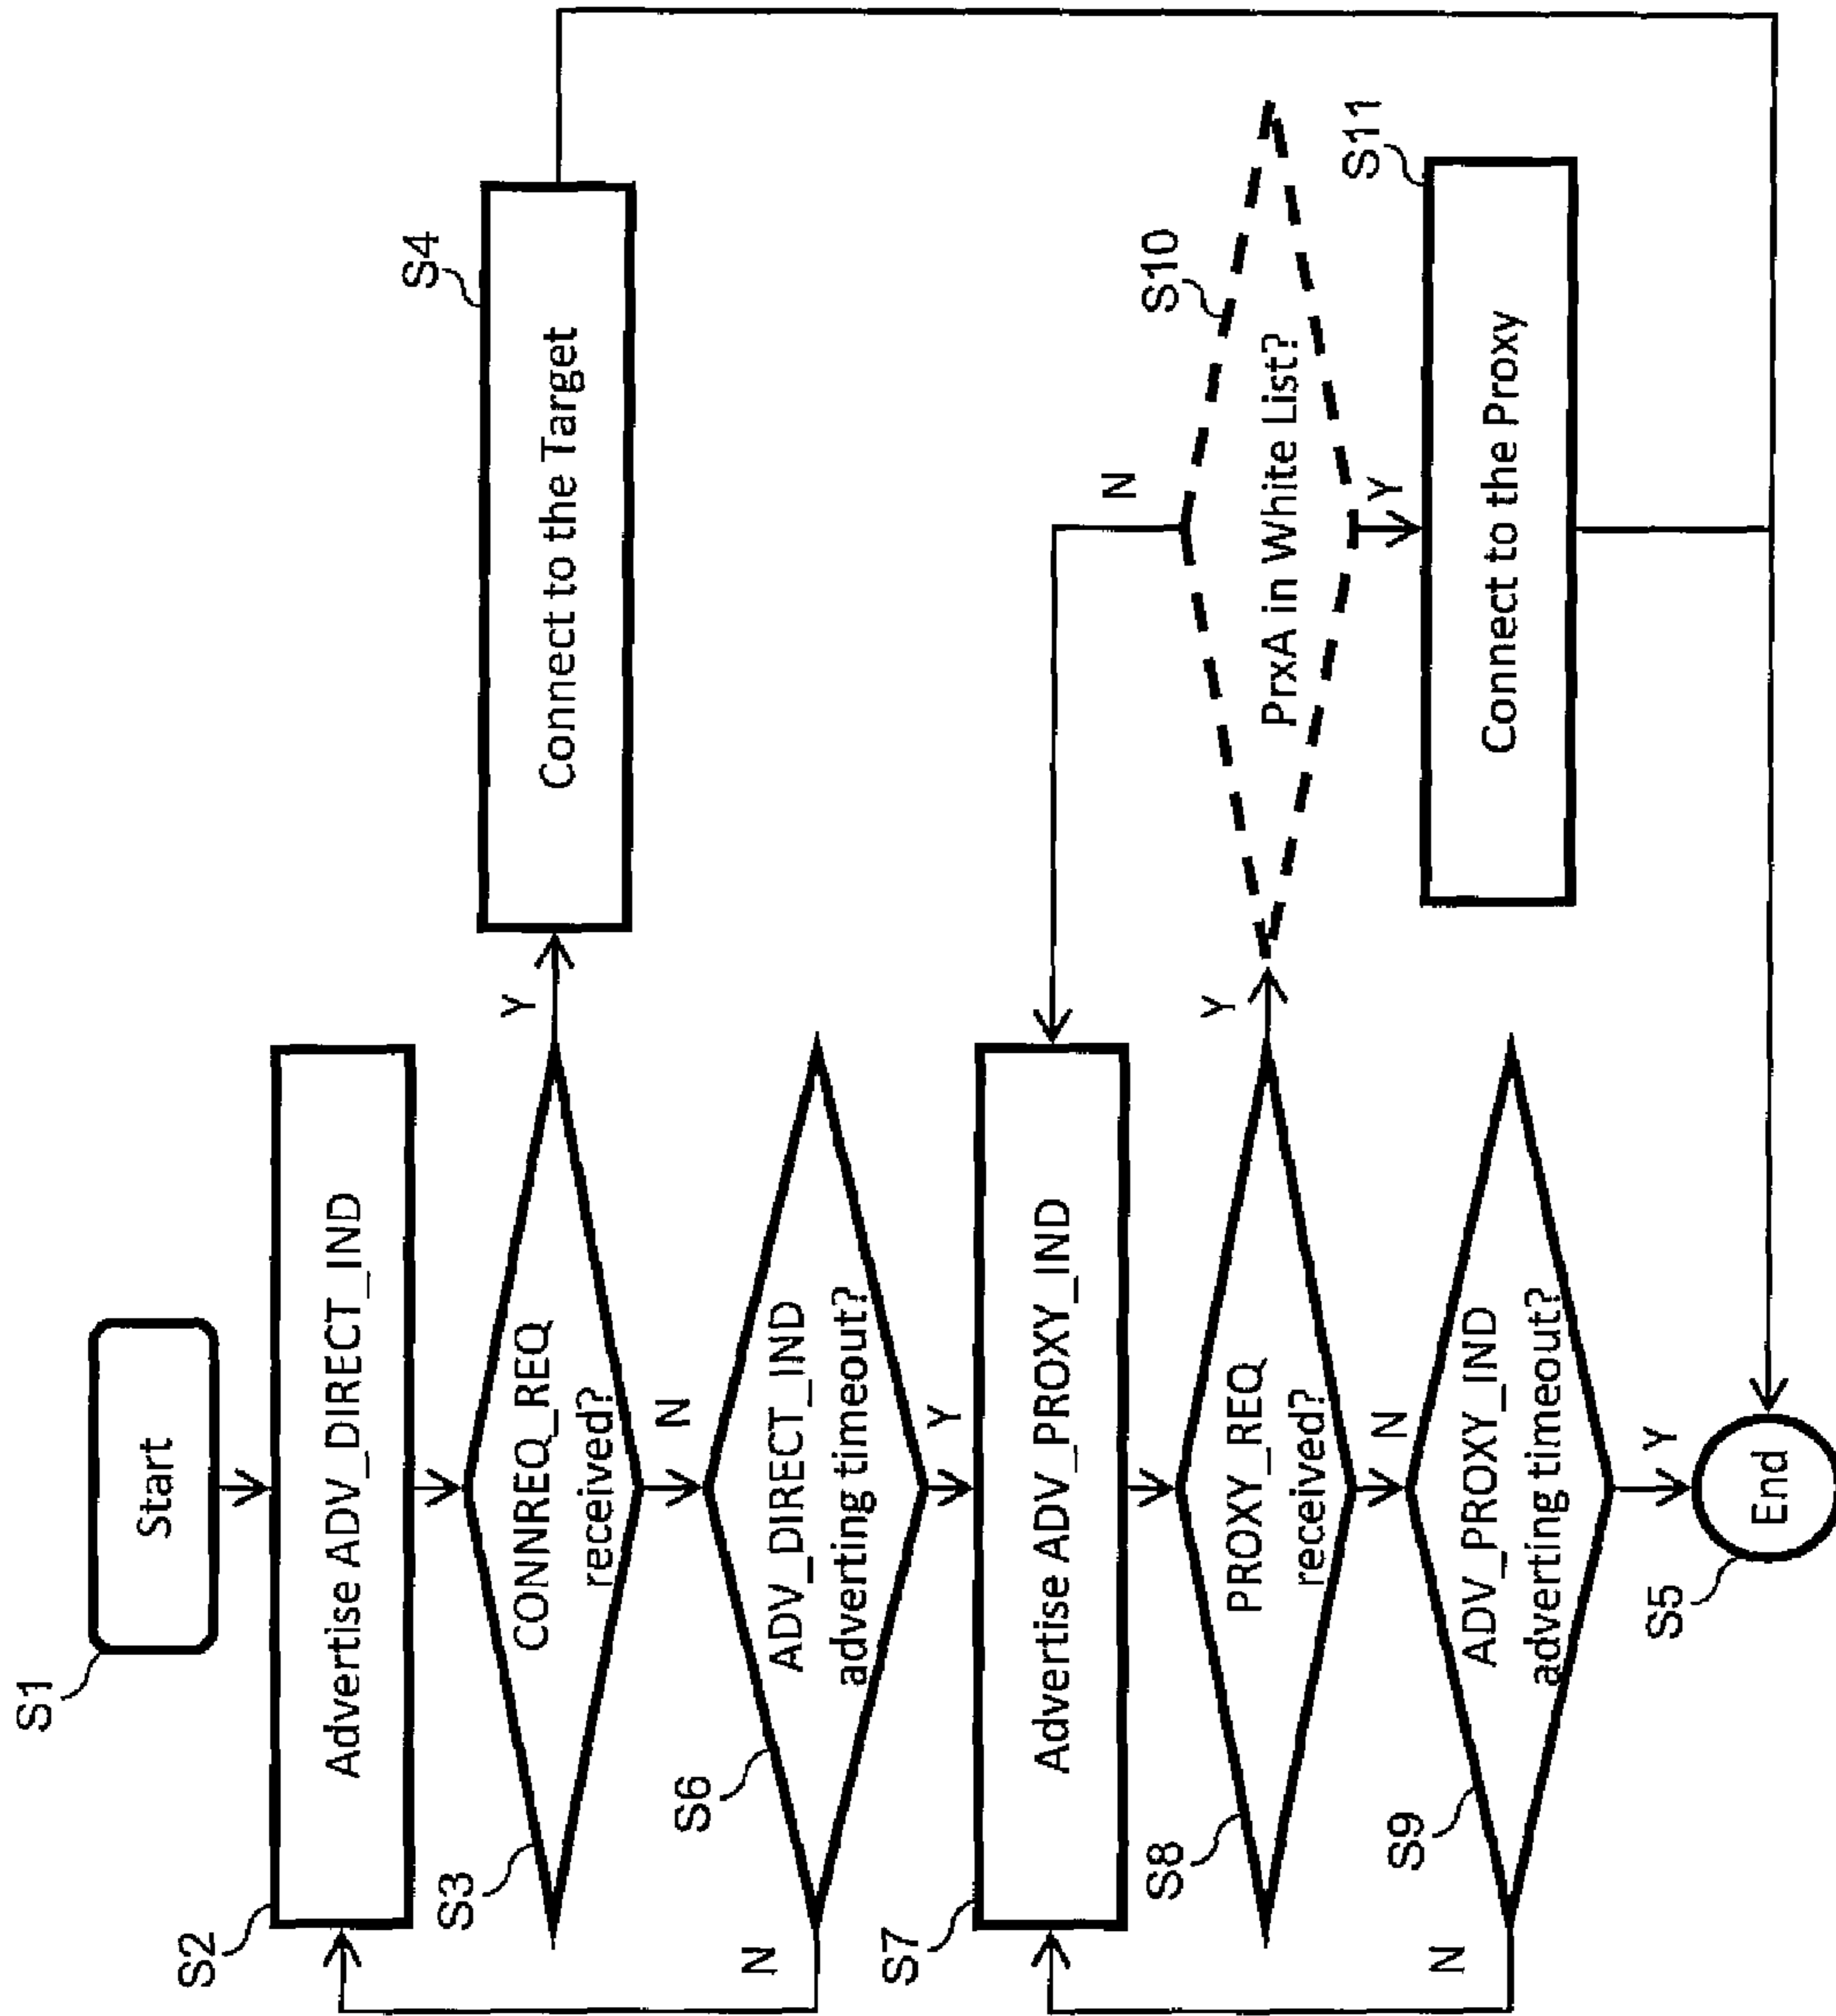 S1
Start
S2
Advertise ADV_DIRECT_IND
S3
CONREQ_REQ
received?
Y
S4
Connect to the Target
N
S6
ADV_DIRECT_IND
adverting timeout?
N
Y
S7
Advertise ADV_PROXY_IND
S8
PROXY_REQ
received?
Y
S10
PrxA in White List?
N
Y
S11
Connect to the Proxy
N
S9
ADV_PROXY_IND
adverting timeout?
N
Y
S5
End